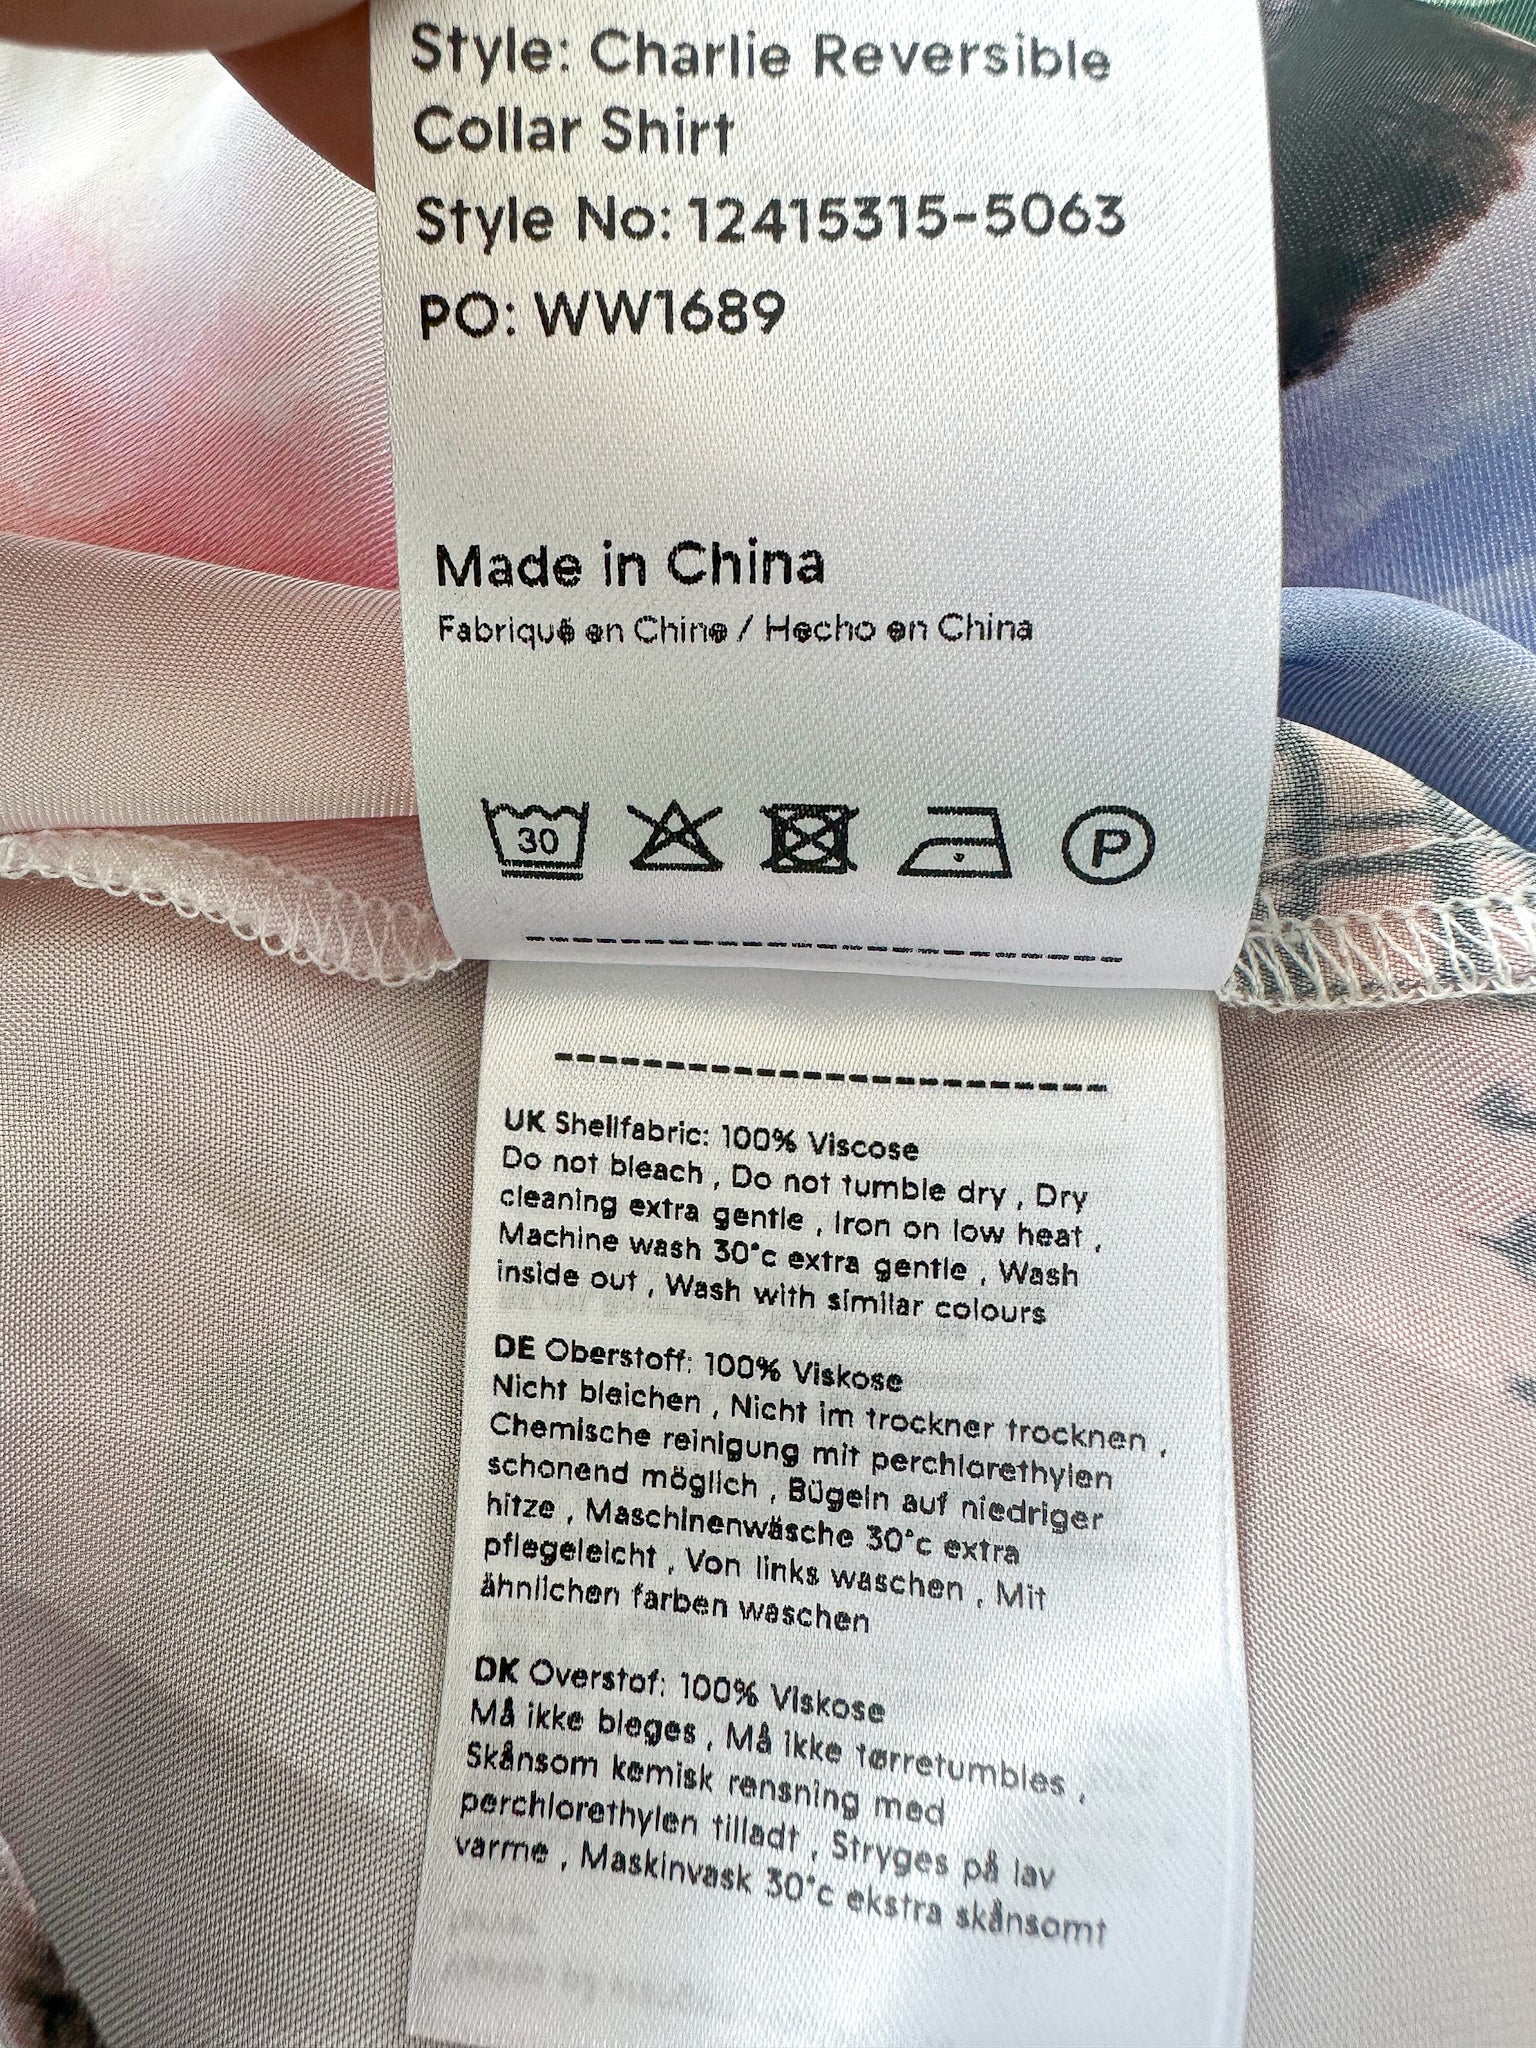 Style: Charlie Reversible
Collar Shirt
Style No: 12415315-5063
PO: WW1689
Made in China
Fabriqué en Chine / Hecho en China
30
P
UK Shellfabric: 100% Viscose
Do not bleach , Do not tumble dry , Dry
cleaning extra gentle , Iron on low heat ,
Machine wash 30°c extra gentle , Wash
inside out , Wash with similar colours
DE Oberstoff: 100% Viskose
Nicht bleichen , Nicht im trockner trocknen ,
Chemische reinigung mit perchlorethylen
schonend möglich , Bügeln auf niedriger
hitze , Maschinenwäsche 30°c extra
pflegeleicht , Von links waschen , Mit
ähnlichen farben waschen
DK Overstof: 100% Viskose
Må ikke bleges , Må ikke tørretumbles ,
Skånsom kemisk rensning med
perchlorethylen tilladt , Stryges på lav
varme , Maskinvask 30°c ekstra skånsomt